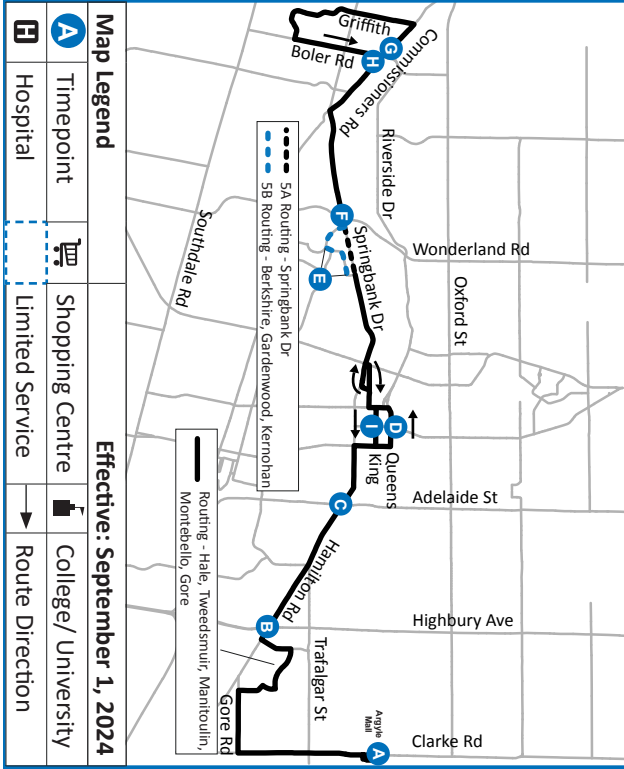 Griffith
Boler Rd
Commissioners Rd
G
H
Riverside Dr
Wonderland Rd
Oxford St
F
Springbank Dr
E
Southdale Rd
5A Routing - Springbank Dr
5B Routing - Berkshire, Gardenwood, Kernohan
D
I
Queens
King
Adelaide St
C
Hamilton Rd
Highbury Ave
B
Trafalgar St
Gore Rd
Clarke Rd
Argyle
Mall
A
Routing - Hale, Tweedsmuir, Manitoulin,
Montebello, Gore
Map Legend
Effective: September 1, 2024
A Timepoint
Shopping Centre
College/ University
H Hospital
Limited Service
Route Direction